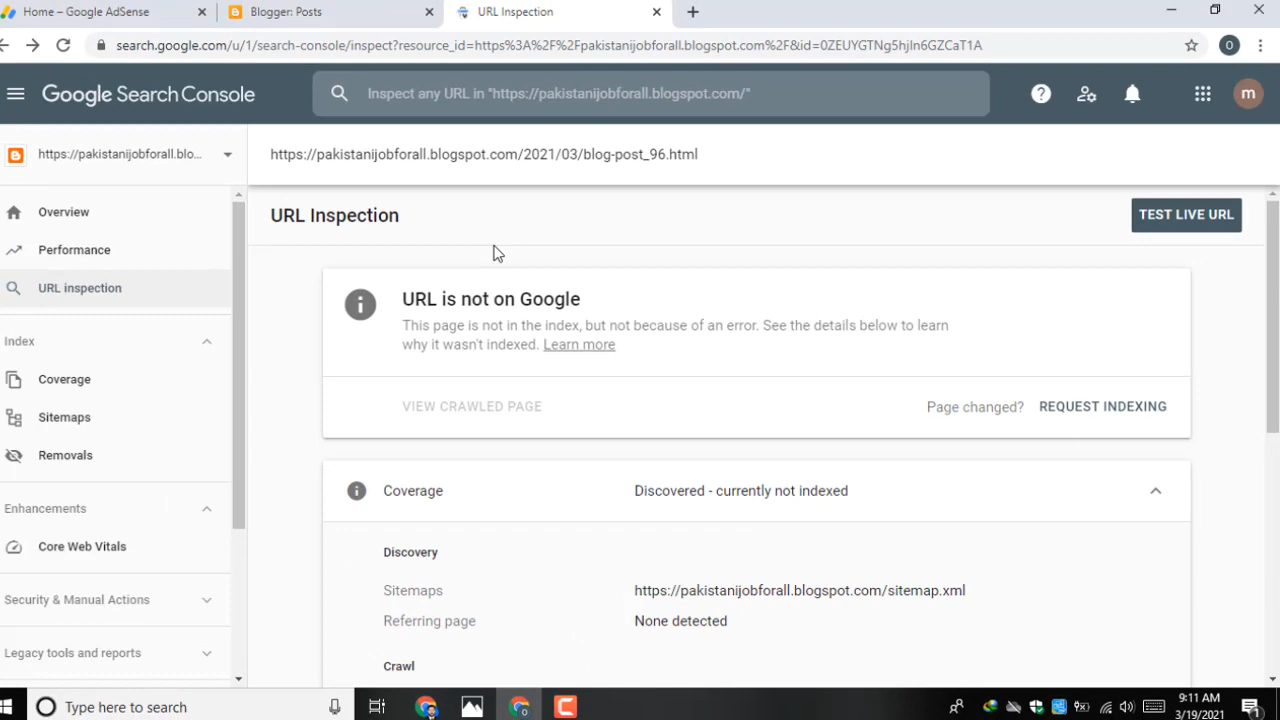 Home – Google AdSense
Blogger: Posts
URL Inspection
search.google.com/u/1/search-console/inspect?resource_id=https%3A%2F%2Fpakistanijobforall.blogspot.com%2F&id=0ZEUYGTNg5hjIn6GZCaT1A
O
Google Search Console
Inspect any URL in "https://pakistanijobforall.blogspot.com/"
m
https://pakistanijobforall.blo...
https://pakistanijobforall.blogspot.com/2021/03/blog-post_96.html
Overview
Performance
URL inspection
Index
Coverage
Sitemaps
Removals
Enhancements
Core Web Vitals
Security & Manual Actions
Legacy tools and reports
URL Inspection
TEST LIVE URL
URL is not on Google
This page is not in the index, but not because of an error. See the details below to learn
why it wasn't indexed. Learn more
VIEW CRAWLED PAGE
Page changed?
REQUEST INDEXING
Coverage
Discovered - currently not indexed
Discovery
Sitemaps
https://pakistanijobforall.blogspot.com/sitemap.xml
Referring page
None detected
Crawl
Type here to search
9:11 AM
3/19/2021